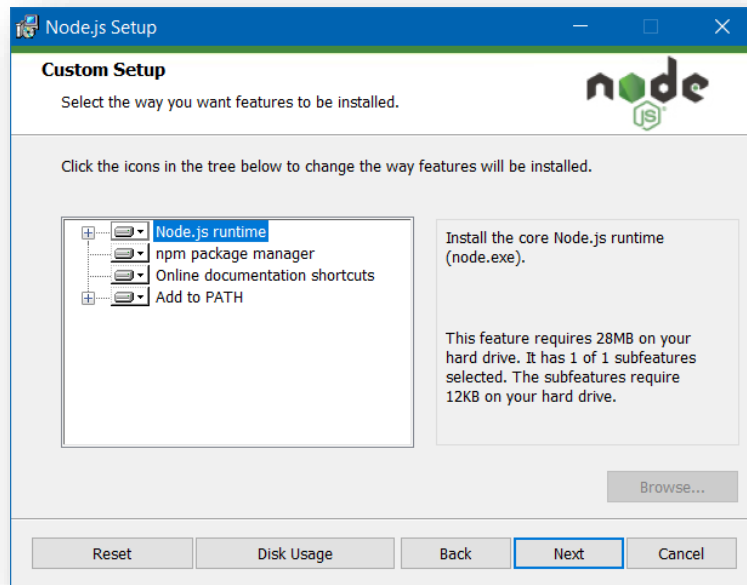 Node.js Setup
Custom Setup
Select the way you want features to be installed.
node
JS
Click the icons in the tree below to change the way features will be installed.
Node.js runtime
npm package manager
Online documentation shortcuts
Add to PATH
Install the core Node.js runtime
(node.exe).
This feature requires 28MB on your
hard drive. It has 1 of 1 subfeatures
selected. The subfeatures require
12KB on your hard drive.
Browse...
Reset
Disk Usage
Back
Next
Cancel